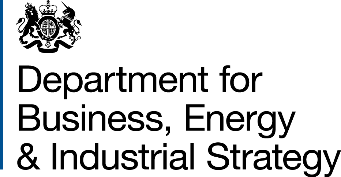 Department for
Business, Energy
& Industrial Strategy